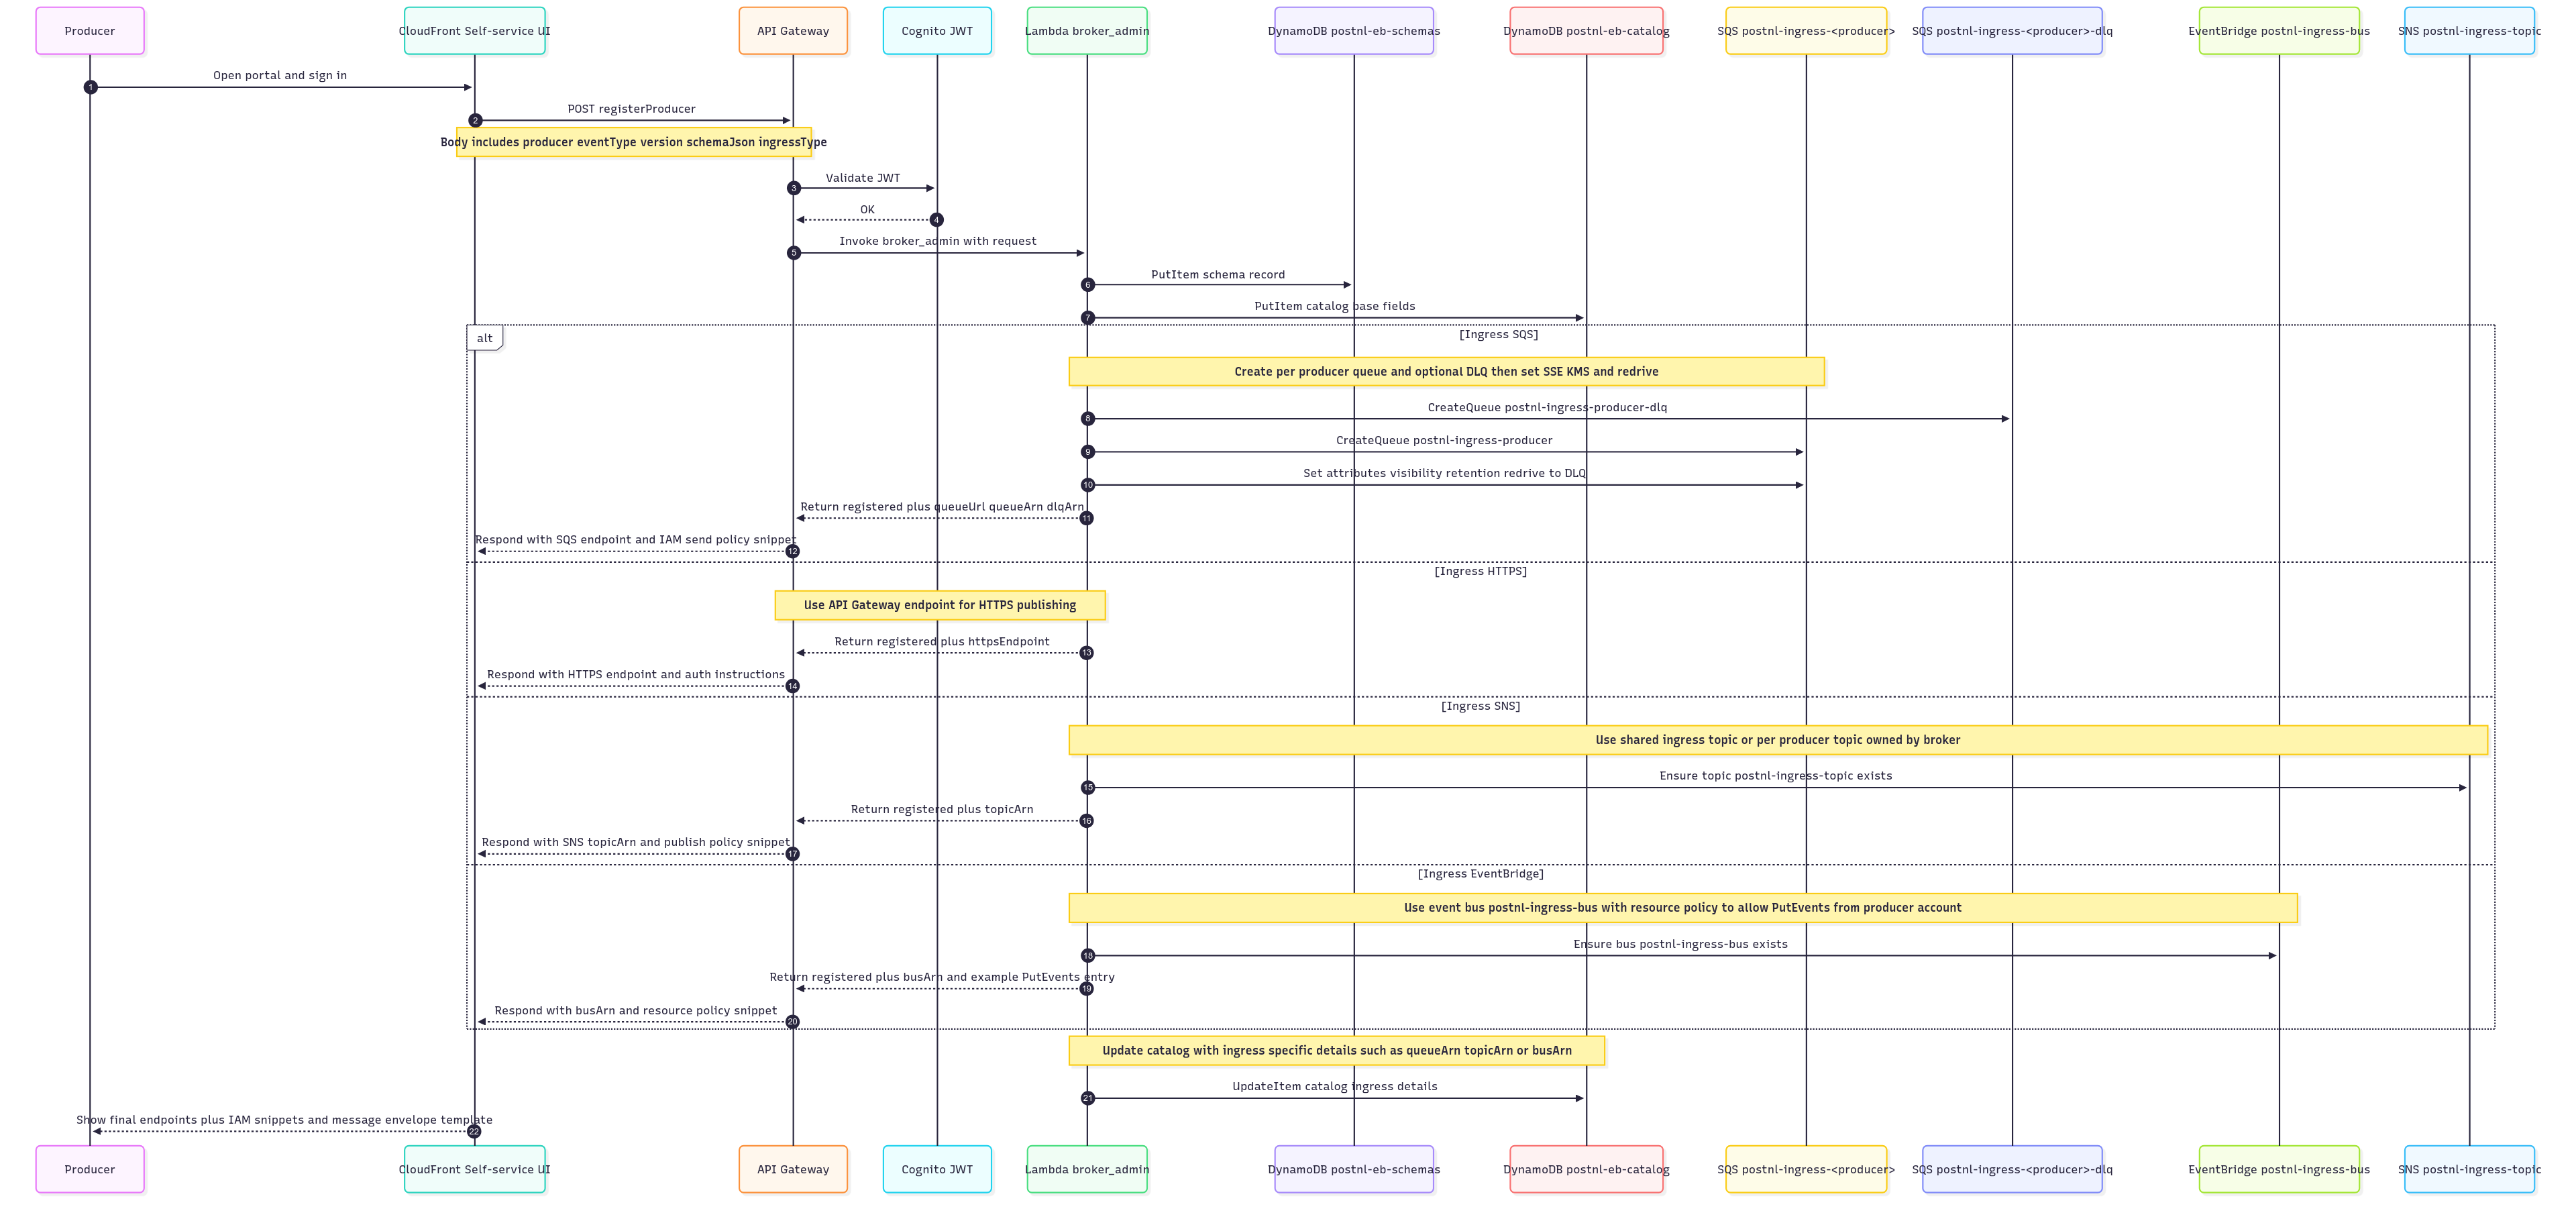 Producer
CloudFront Self-service UI
API Gateway
Cognito JWT
Lambda broker_admin
DynamoDB postnl-eb-schemas
DynamoDB postnl-eb-catalog
SQS postnl-ingress-<producer>
SQS postnl-ingress-<producer>-dlq
EventBridge postnl-ingress-bus
SNS postnl-ingress-topic
Open portal and sign in
1
POST registerProducer
2
Body includes producer eventType version schemaJson ingressType
Validate JWT
3
OK
4
Invoke broker_admin with request
5
PutItem schema record
6
PutItem catalog base fields
7
alt
[Ingress SQS]
Create per producer queue and optional DLQ then set SSE KMS and redrive
CreateQueue postnl-ingress-producer-dlq
8
CreateQueue postnl-ingress-producer
9
Set attributes visibility retention redrive to DLQ
10
Return registered plus queueUrl queueArn dlqArn
11
Respond with SQS endpoint and IAM send policy snippet
12
[Ingress HTTPS]
Use API Gateway endpoint for HTTPS publishing
Return registered plus httpsEndpoint
13
Respond with HTTPS endpoint and auth instructions
14
[Ingress SNS]
Use shared ingress topic or per producer topic owned by broker
Ensure topic postnl-ingress-topic exists
15
Return registered plus topicArn
16
Respond with SNS topicArn and publish policy snippet
17
[Ingress EventBridge]
Use event bus postnl-ingress-bus with resource policy to allow PutEvents from producer account
Ensure bus postnl-ingress-bus exists
18
Return registered plus busArn and example PutEvents entry
19
Respond with busArn and resource policy snippet
20
Update catalog with ingress specific details such as queueArn topicArn or busArn
UpdateItem catalog ingress details
21
Show final endpoints plus IAM snippets and message envelope template
22
Producer
CloudFront Self-service UI
API Gateway
Cognito JWT
Lambda broker_admin
DynamoDB postnl-eb-schemas
DynamoDB postnl-eb-catalog
SQS postnl-ingress-<producer>
SQS postnl-ingress-<producer>-dlq
EventBridge postnl-ingress-bus
SNS postnl-ingress-topic